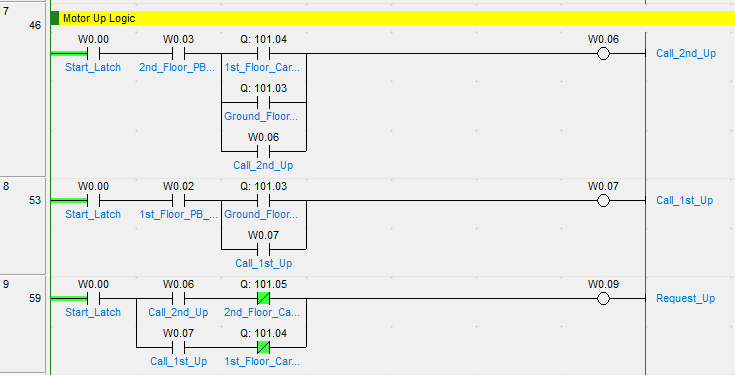 7
46
Motor Up Logic
W0.00 W0.03 Q: 101.04 W0.06
Start_Latch 2nd_Floor_PB... 1st_Floor_Car... Call_2nd_Up
Q: 101.03
Ground_Floor...
W0.06
Call_2nd_Up
8
53
W0.00 W0.02 Q: 101.03 W0.07
Start_Latch 1st_Floor_PB_... Ground_Floor... Call_1st_Up
W0.07
Call_1st_Up
9
59
W0.00 W0.06 Q: 101.05 W0.09
Start_Latch Call_2nd_Up 2nd_Floor_Ca... Request_Up
W0.07 Q: 101.04
Call_1st_Up 1st_Floor_Car...